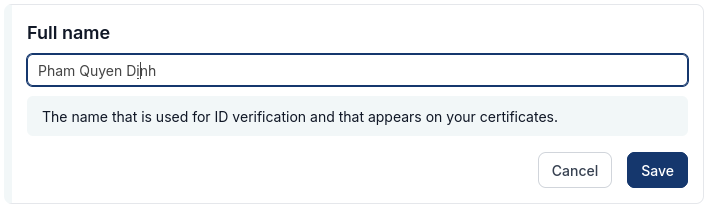 Full name
Pham Quyen Dinh
The name that is used for ID verification and that appears on your certificates.
Cancel
Save